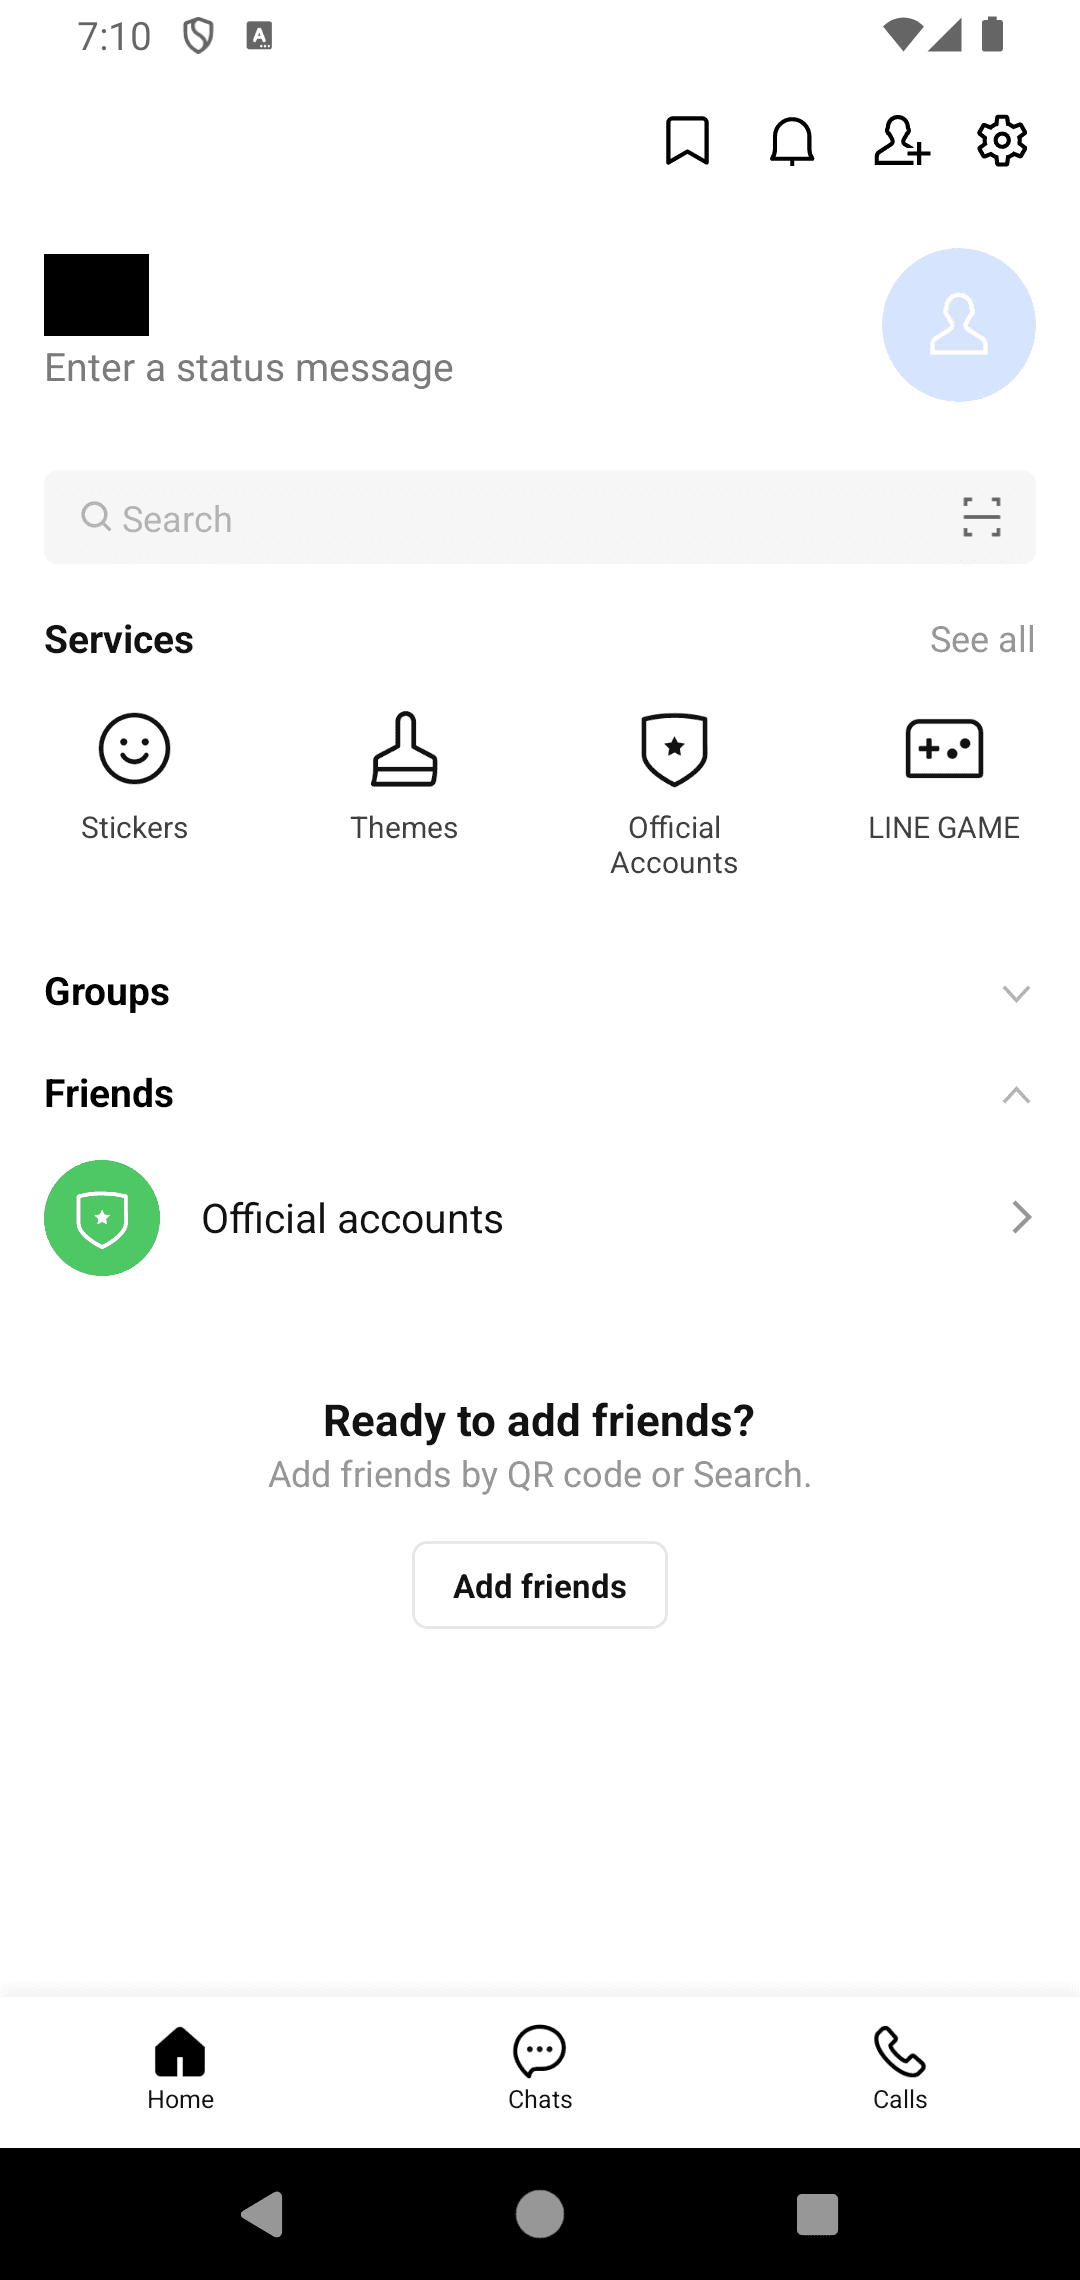 7:10
Enter a status message
Search
Services
See all
Stickers
Themes
Official
Accounts
LINE GAME
Groups
Friends
Official accounts
Ready to add friends?
Add friends by QR code or Search.
Add friends
Home
Chats
Calls